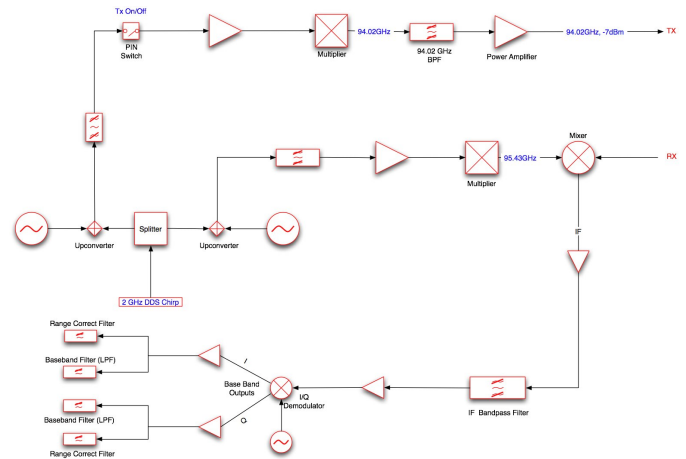 Tx On/Off
PIN
Switch
Multiplier
94.02GHz
94.02 GHz
BPF
Power Amplifier
94.02GHz, -7dBm
TX
Mixer
Multiplier
95.43GHz
RX
Upconverter
Splitter
Upconverter
IF
2 GHz DDS Chirp
Range Correct Filter
Baseband Filter (LPF)
I
Base Band
Outputs
I/Q
Demodulator
IF Bandpass Filter
Q
Baseband Filter (LPF)
Range Correct Filter